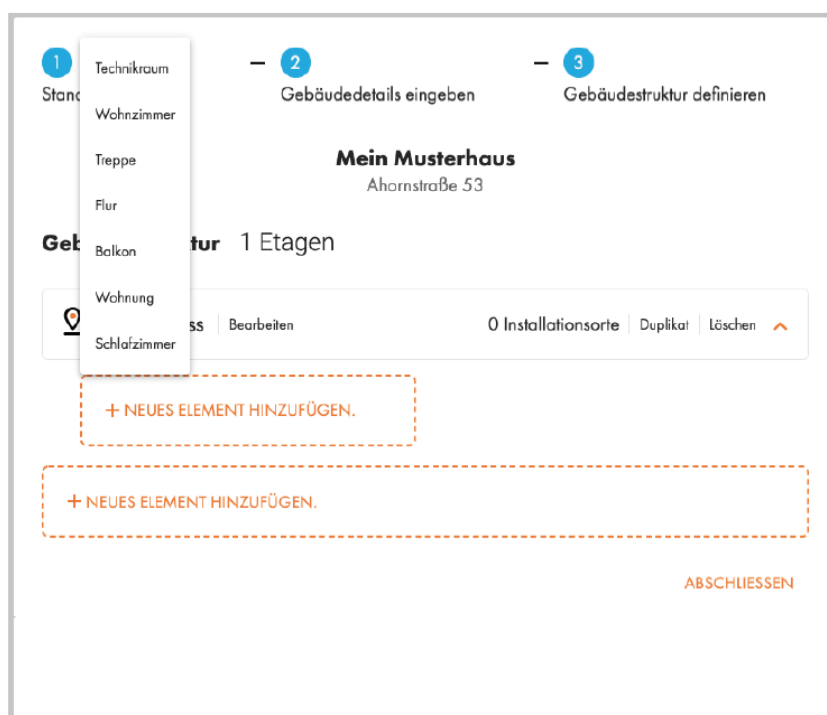 1 – 2 – 3
Stand Gebäudedetails eingeben Gebäudestruktur definieren
Technikraum
Wohnzimmer
Treppe
Flur
Balkon
Wohnung
Schlafzimmer
Mein Musterhaus
Ahornstraße 53
Geb tur 1 Etagen
ss Bearbeiten 0 Installationsorte Duplikat Löschen
+ NEUES ELEMENT HINZUFÜGEN.
+ NEUES ELEMENT HINZUFÜGEN.
ABSCHLIESSEN